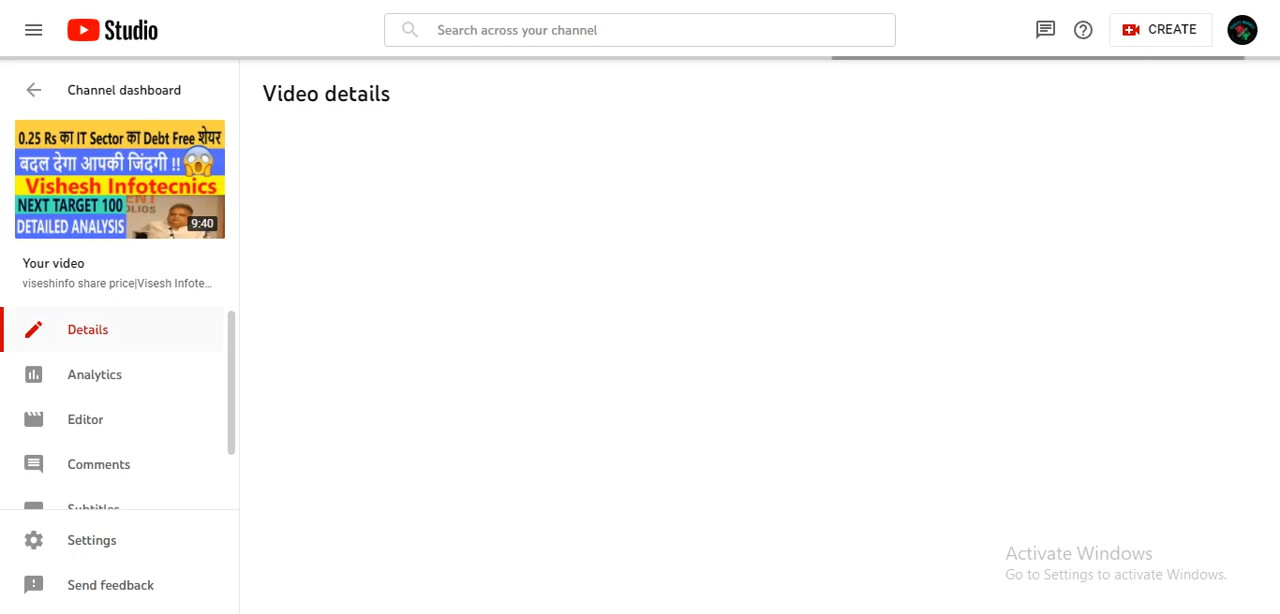 Studio
Search across your channel
CREATE
Channel dashboard
Video details
0.25 Rs का IT Sector का Debt Free शेयर
बदल देगा आपकी जिंदगी !!
Vishesh Infotecnics
NEXT TARGET 100
DETAILED ANALYSIS
9:40
Your video
viseshinfo share price|Visesh Infote...
Details
Analytics
Editor
Comments
Subtitles
Settings
Send feedback
Activate Windows
Go to Settings to activate Windows.